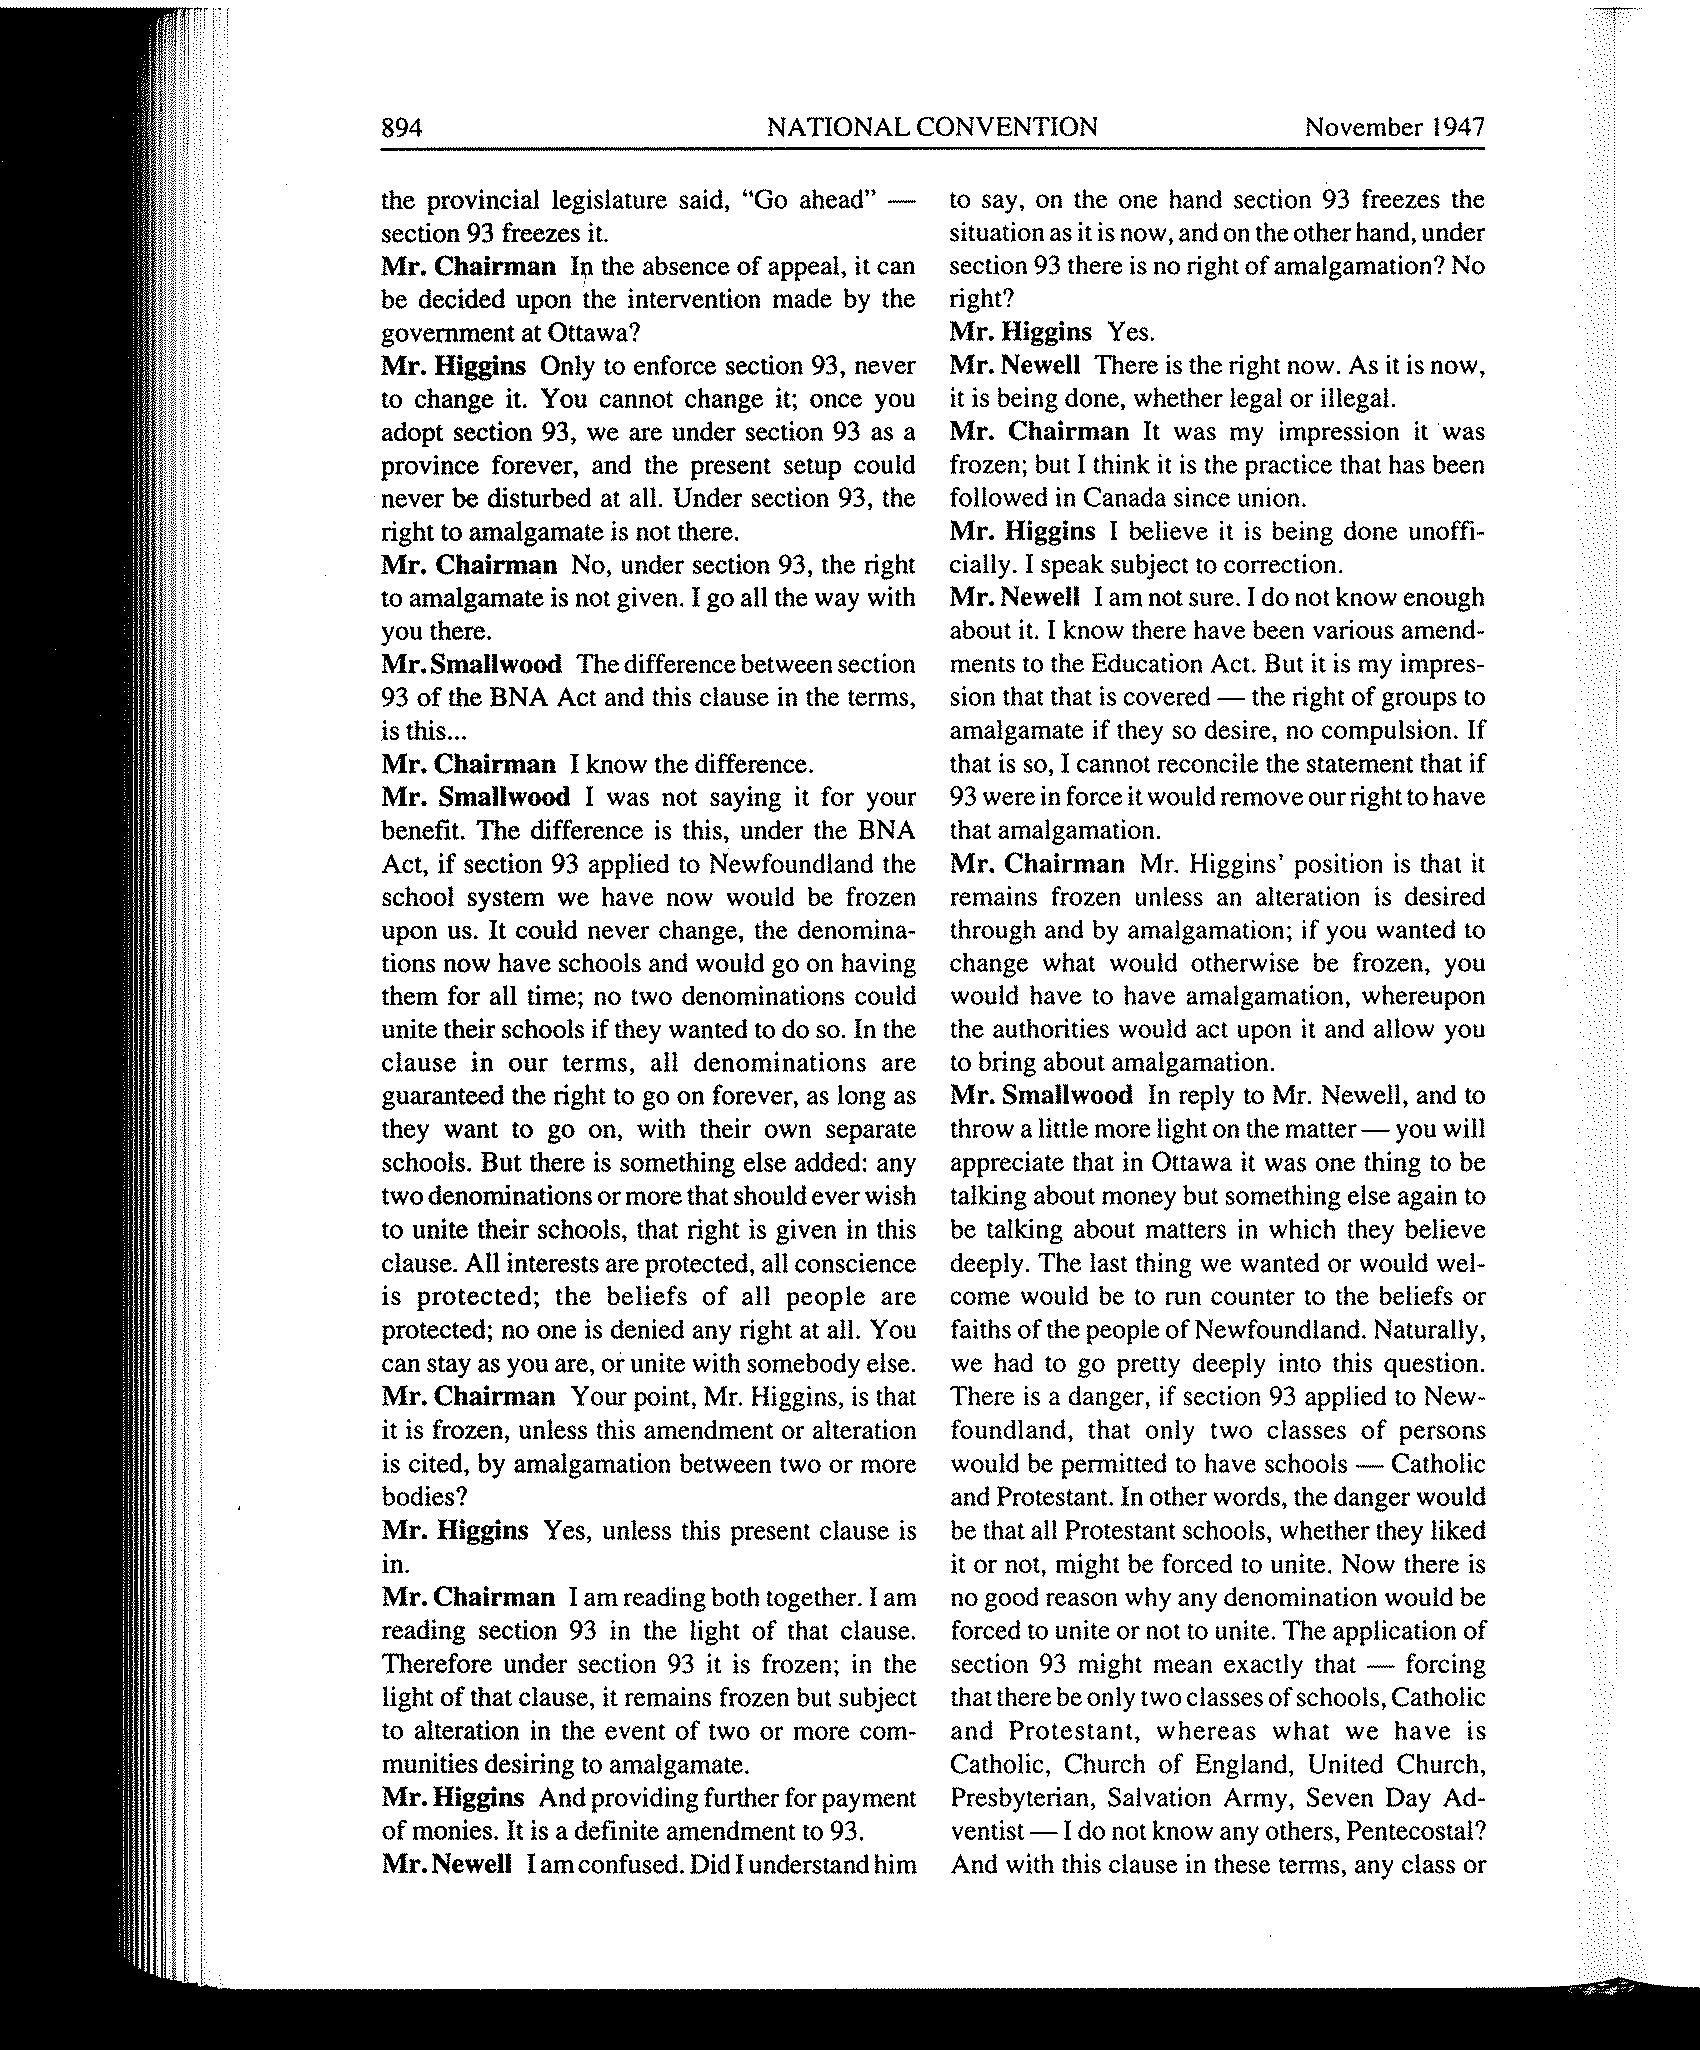 894 NATIONAL CONVENTION November 1947
the provincial legislature said, “Go ahead” —
section 93 freezes it.
Mr. Chairman In the absence of appeal, it can
be decided upon the intervention made by the
government at Ottawa?
Mr. Higgins Only to enforce section 93, never
to change it. You cannot change it; once you
adopt section 93, we are under section 93 as a
province forever, and the present setup could
never be disturbed at all. Under section 93, the
right to amalgamate is not there.
Mr. Chairman No, under section 93, the right
to amalgamate is not given. I go all the way with
you there.
Mr. Smallwood The difference between section
93 of the BNA Act and this clause in the terms,
is this...
Mr. Chairman I know the difference.
Mr. Smallwood I was not saying it for your
benefit. The difference is this, under the BNA
Act, if section 93 applied to Newfoundland the
school system we have now would be frozen
upon us. It could never change, the denomina-
tions now have schools and would go on having
them for all time; no two denominations could
unite their schools if they wanted to do so. In the
clause in our terms, all denominations are
guaranteed the right to go on forever, as long as
they want to go on, with their own separate
schools. But there is something else added: any
two denominations or more that should ever wish
to unite their schools, that right is given in this
clause. All interests are protected, all conscience
is protected; the beliefs of all people are
protected; no one is denied any right at all. You
can stay as you are, or unite with somebody else.
Mr. Chairman Your point, Mr. Higgins, is that
it is frozen, unless this amendment or alteration
is cited, by amalgamation between two or more
bodies?
Mr. Higgins Yes, unless this present clause is
in.
Mr. Chairman I am reading both together. I am
reading section 93 in the light of that clause.
Therefore under section 93 it is frozen; in the
light of that clause, it remains frozen but subject
to alteration in the event of two or more com-
munities desiring to amalgamate.
Mr. Higgins And providing further for payment
of monies. It is a definite amendment to 93.
Mr. Newell I am confused. Did I understand him
to say, on the one hand section 93 freezes the
situation as it is now, and on the other hand, under
section 93 there is no right of amalgamation? No
right?
Mr. Higgins Yes.
Mr. Newell There is the right now. As it is now,
it is being done, whether legal or illegal.
Mr. Chairman It was my impression it was
frozen; but I think it is the practice that has been
followed in Canada since union.
Mr. Higgins I believe it is being done unoffi-
cially. I speak subject to correction.
Mr. Newell I am not sure. I do not know enough
about it. I know there have been various amend-
ments to the Education Act. But it is my impres-
sion that that is covered — the right of groups to
amalgamate if they so desire, no compulsion. If
that is so, I cannot reconcile the statement that if
93 were in force it would remove our right to have
that amalgamation.
Mr. Chairman Mr. Higgins' position is that it
remains frozen unless an alteration is desired
through and by amalgamation; if you wanted to
change what would otherwise be frozen, you
would have to have amalgamation, whereupon
the authorities would act upon it and allow you
to bring about amalgamation.
Mr. Smallwood In reply to Mr. Newell, and to
throw a little more light on the matter — you will
appreciate that in Ottawa it was one thing to be
talking about money but something else again to
be talking about matters in which they believe
deeply. The last thing we wanted or would wel-
come would be to run counter to the beliefs or
faiths of the people of Newfoundland. Naturally,
we had to go pretty deeply into this question.
There is a danger, if section 93 applied to New-
foundland, that only two classes of persons
would be permitted to have schools — Catholic
and Protestant. In other words, the danger would
be that all Protestant schools, whether they liked
it or not, might be forced to unite. Now there is
no good reason why any denomination would be
forced to unite or not to unite. The application of
section 93 might mean exactly that — forcing
that there be only two classes of schools, Catholic
and Protestant, whereas what we have is
Catholic, Church of England, United Church,
Presbyterian, Salvation Army, Seven Day Ad-
ventist — I do not know any others, Pentecostal?
And with this clause in these terms, any class or